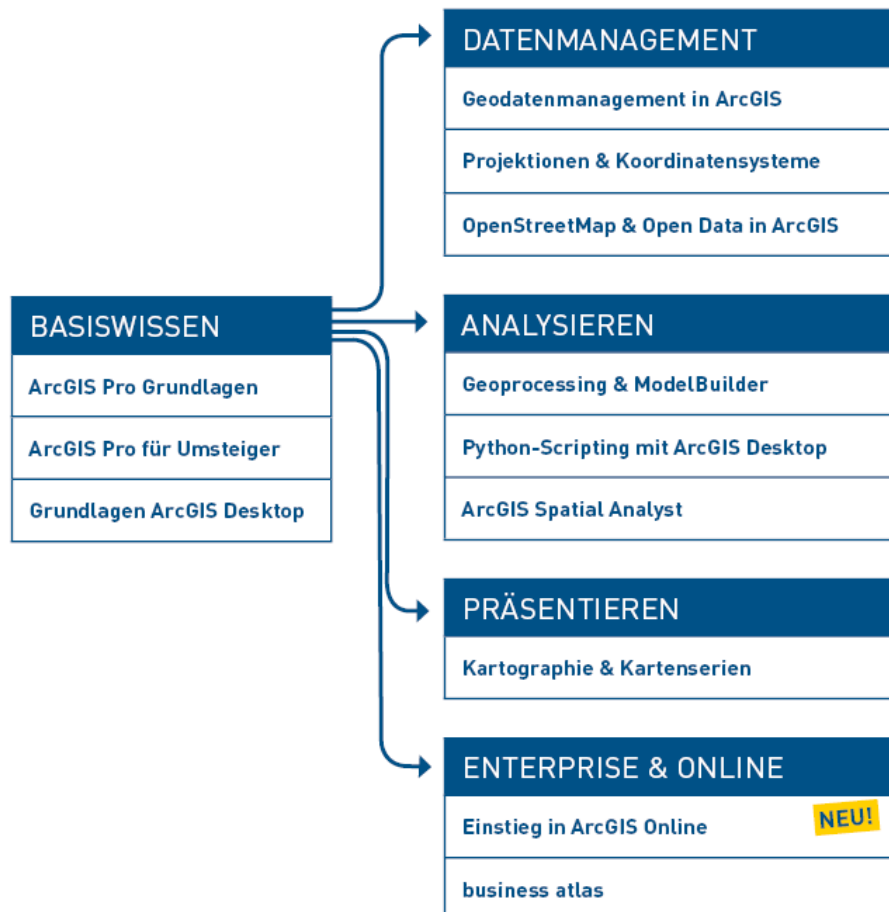 BASISWISSEN
ArcGIS Pro Grundlagen
ArcGIS Pro für Umsteiger
Grundlagen ArcGIS Desktop
DATENMANAGEMENT
Geodatenmanagement in ArcGIS
Projektionen & Koordinatensysteme
OpenStreetMap & Open Data in ArcGIS
ANALYSIEREN
Geoprocessing & ModelBuilder
Python-Scripting mit ArcGIS Desktop
ArcGIS Spatial Analyst
PRÄSENTIEREN
Kartographie & Kartenserien
ENTERPRISE & ONLINE
Einstieg in ArcGIS Online
NEU!
business atlas